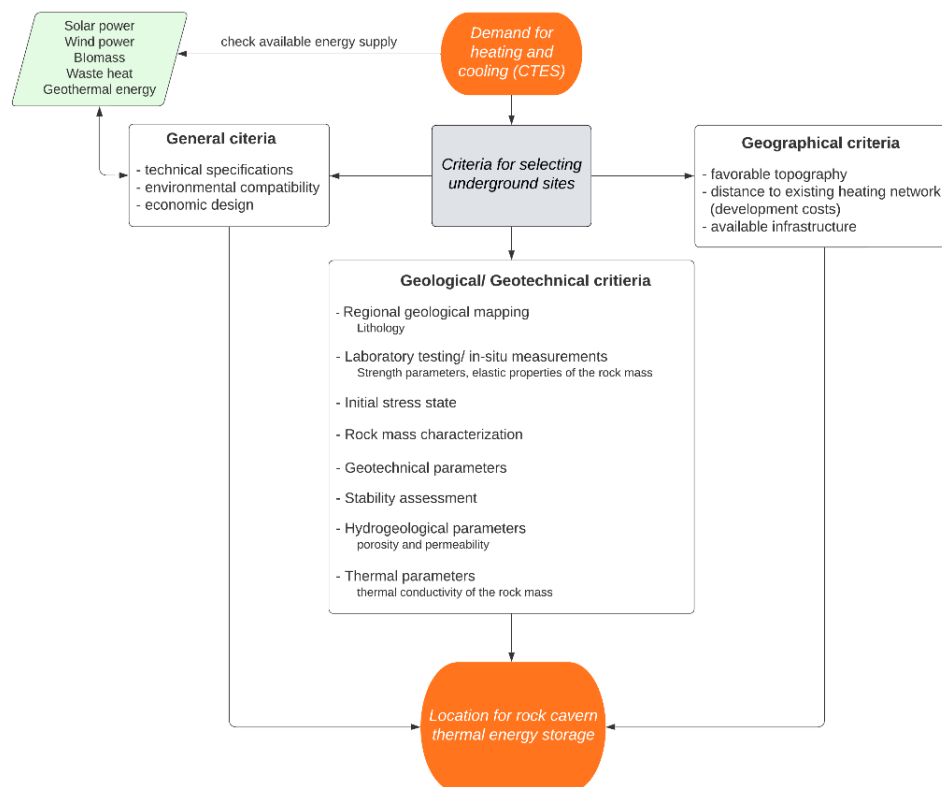 Solar power
Wind power
BIomass
Waste heat
Geothermal energy
check available energy supply
Demand for
heating and
cooling (CTES)
General citeria
- technical specifications
- environmental compatibility
- economic design
Criteria for selecting
underground sites
Geographical criteria
- favorable topography
- distance to existing heating network
(development costs)
- available infrastructure
Geological/ Geotechnical critieria
- Regional geological mapping
Lithology
- Laboratory testing/ in-situ measurements
Strength parameters, elastic properties of the rock mass
- Initial stress state
- Rock mass characterization
- Geotechnical parameters
- Stability assessment
- Hydrogeological parameters
porosity and permeability
- Thermal parameters
thermal conductivity of the rock mass
Location for rock cavern
thermal energy storage